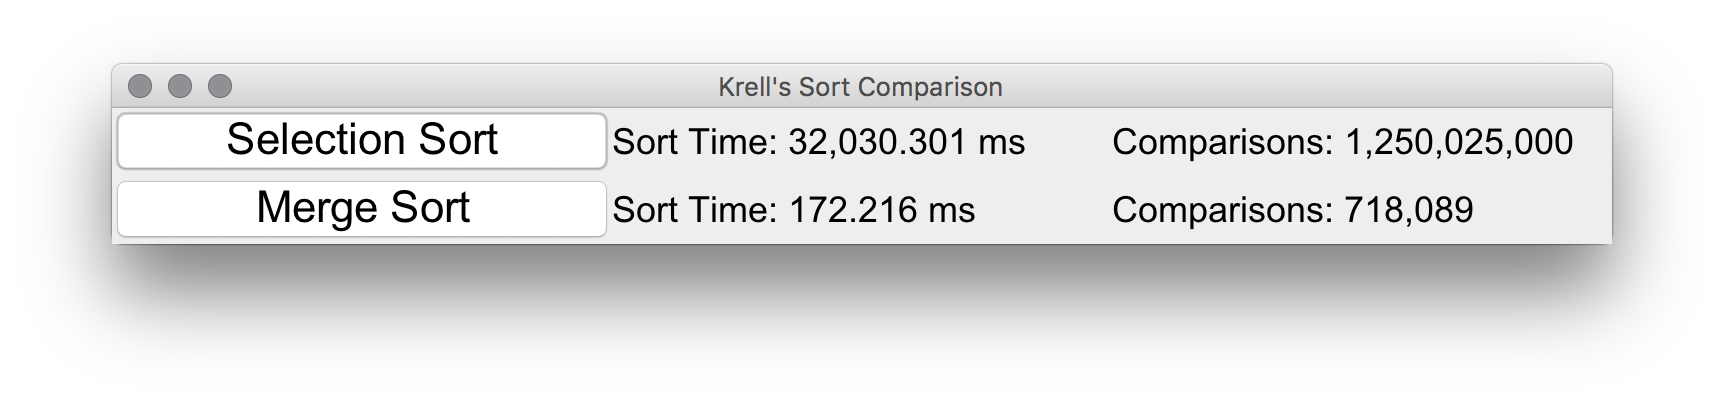 Krell's Sort Comparison
Selection Sort Sort Time: 32,030.301 ms Comparisons: 1,250,025,000
Merge Sort Sort Time: 172.216 ms Comparisons: 718,089